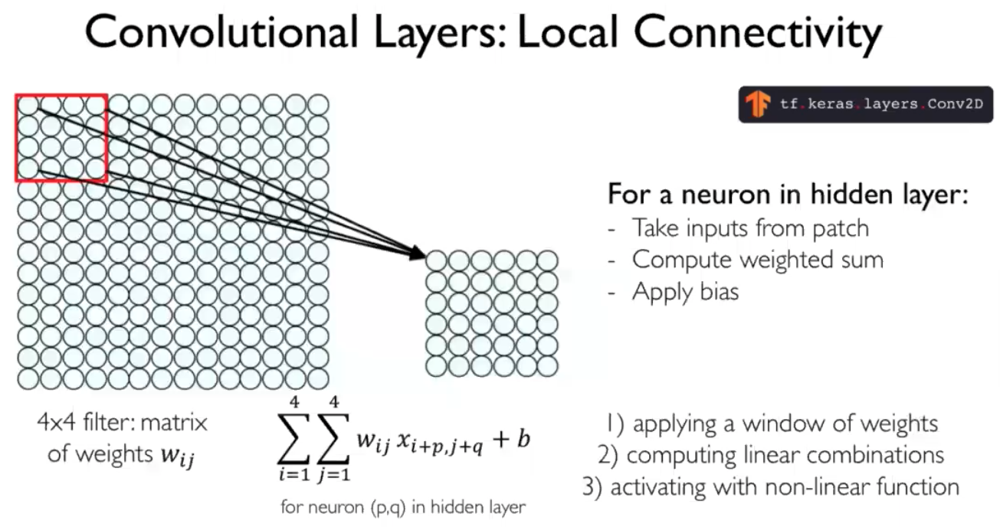 Convolutional Layers: Local Connectivity
tf.keras.layers.Conv2D
For a neuron in hidden layer:
- Take inputs from patch
- Compute weighted sum
- Apply bias
4x4 filter: matrix
of weights w_{ij}
\sum_{i=1}^{4} \sum_{j=1}^{4} w_{ij} x_{i+p,j+q} + b
for neuron (p,q) in hidden layer
1) applying a window of weights
2) computing linear combinations
3) activating with non-linear function